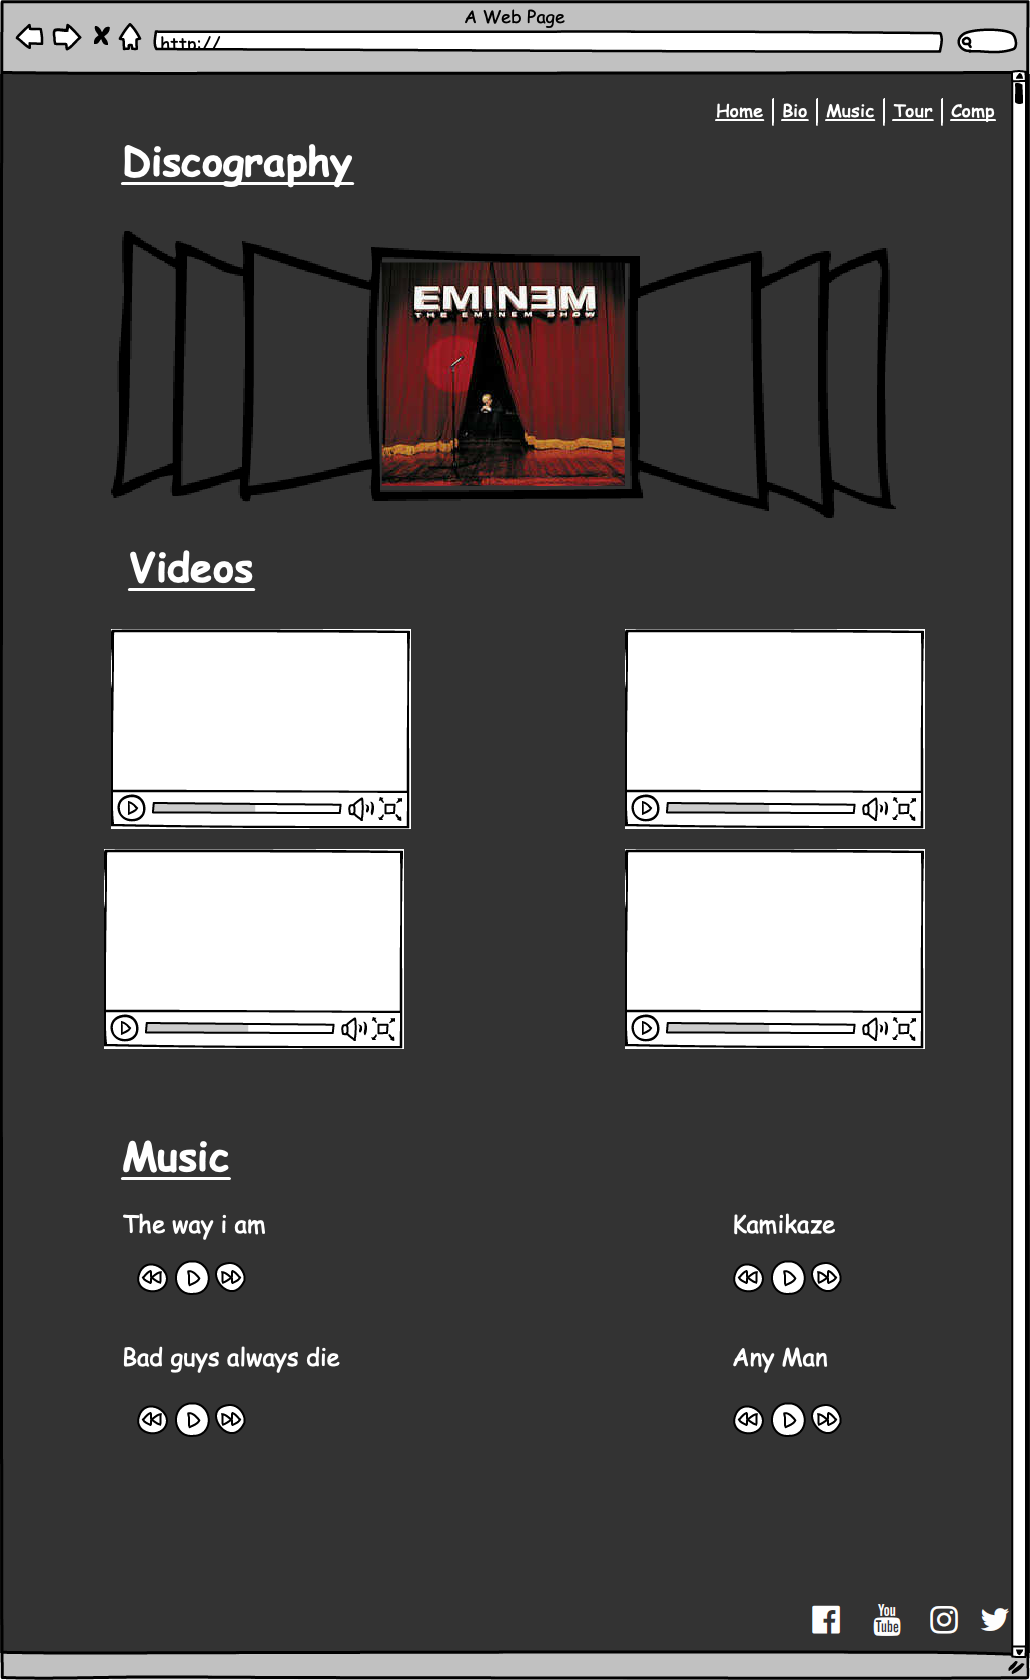 A Web Page
http://
Home Bio Music Tour Comp
Discography
EMINEM
THE EMINEM SHOW
Videos
Music
The way i am
Kamikaze
Bad guys always die
Any Man
You
Tube